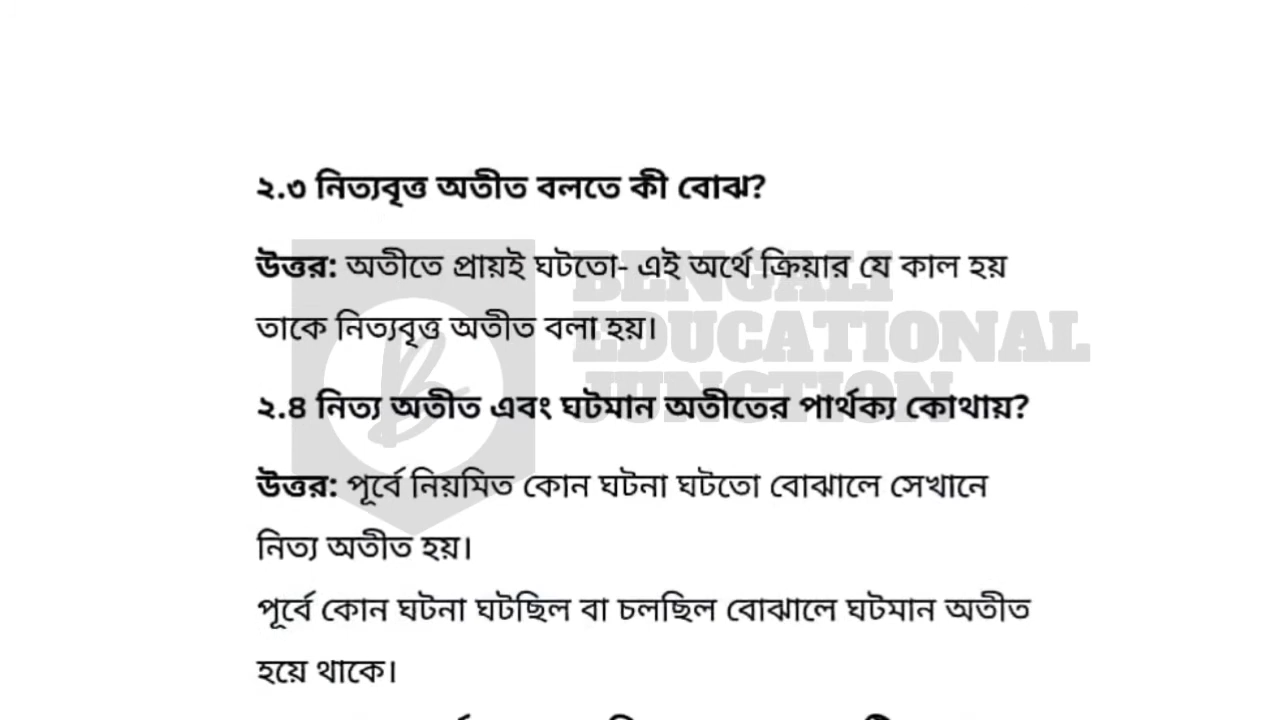 ২.৩ নিত্যবৃত্ত অতীত বলতে কী বোঝ?
উত্তর: অতীতে প্রায়ই ঘটতো- এই অর্থে ক্রিয়ার যে কাল হয়
তাকে নিত্যবৃত্ত অতীত বলা হয়।
২.৪ নিত্য অতীত এবং ঘটমান অতীতের পার্থক্য কোথায়?
উত্তর: পূর্বে নিয়মিত কোন ঘটনা ঘটতো বোঝালে সেখানে
নিত্য অতীত হয়।
পূর্বে কোন ঘটনা ঘটছিল বা চলছিল বোঝালে ঘটমান অতীত
হয়ে থাকে।
B
BENGALI
EDUCATIONAL
JUNCTION